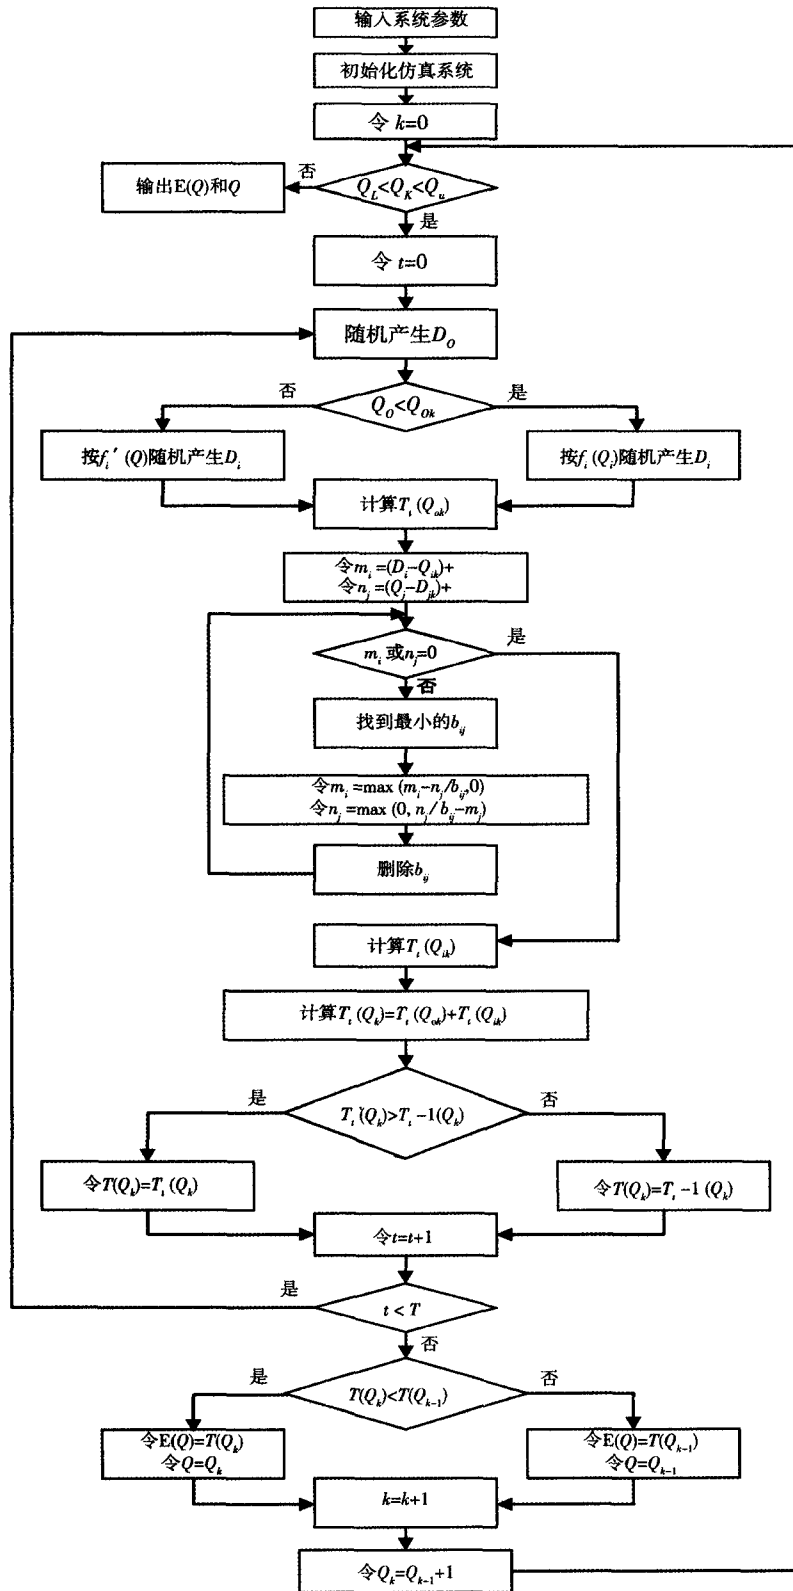 输入系统参数
初始化仿真系统
令 k=0
否
输出E(Q)和Q
Q_L<Q_K<Q_u
是
令 t=0
随机产生D_O
否
是
Q_O<Q_Ok
按f_i′(Q)随机产生D_i
按f_i(Q_i)随机产生D_i
计算T_t(Q_ok)
令m_i=(D_i-Q_ik)+
令n_j=(Q_j-D_jk)+
是
m_i 或n_j=0
否
找到最小的b_ij
令m_i=max (m_i-n_j/b_ij,0)
令n_j=max (0, n_j/b_ij-m_j)
删除b_ij
计算T_t(Q_ik)
计算T_t(Q_k)=T_t(Q_ok)+T_t(Q_ik)
是
否
T_t(Q_k)>T_t-1(Q_k)
令T(Q_k)=T_t(Q_k)
令T(Q_k)=T_t-1(Q_k)
令t=t+1
是
t<T
否
是
否
T(Q_k)<T(Q_k-1)
令E(Q)=T(Q_k)
令Q=Q_k
令E(Q)=T(Q_k-1)
令Q=Q_k-1
k=k+1
令Q_k=Q_k-1+1